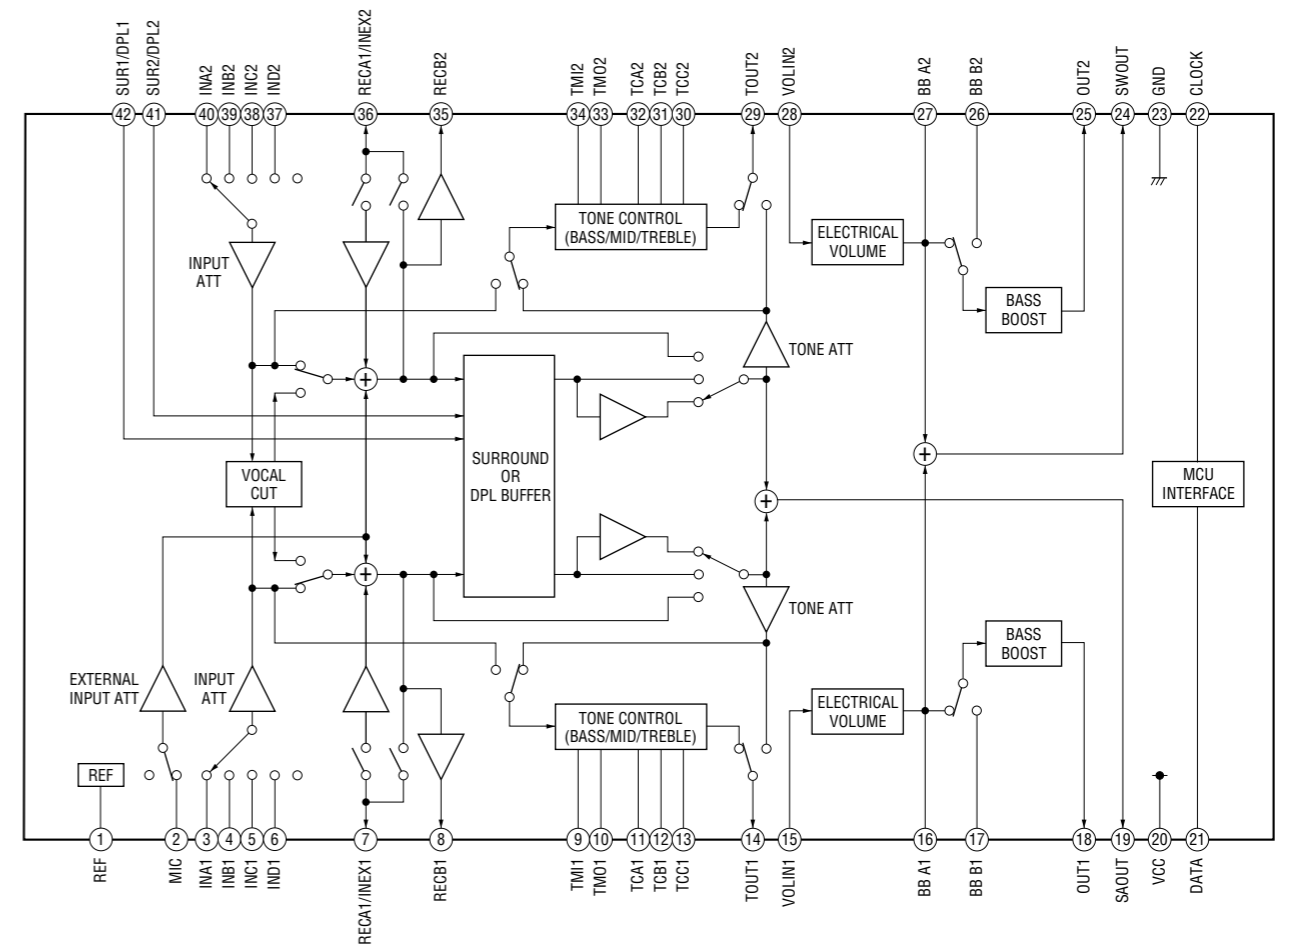 SUR1/DPL1
SUR2/DPL2
INA2
INB2
INC2
IND2
RECA1/INEX2
RECB2
TMI2
TMO2
TCA2
TCB2
TCC2
TOUT2
VOLIN2
BB A2
BB B2
OUT2
SWOUT
GND
CLOCK
42
41
40
39
38
37
36
35
34
33
32
31
30
29
28
27
26
25
24
23
22
TONE CONTROL
(BASS/MID/TREBLE)
ELECTRICAL
VOLUME
INPUT
ATT
BASS
BOOST
TONE ATT
+
SURROUND
OR
DPL BUFFER
+
VOCAL
CUT
MCU
INTERFACE
+
+
TONE ATT
BASS
BOOST
EXTERNAL
INPUT ATT
INPUT
ATT
TONE CONTROL
(BASS/MID/TREBLE)
ELECTRICAL
VOLUME
REF
1
2
3
4
5
6
7
8
9
10
11
12
13
14
15
16
17
18
19
20
21
REF
MIC
INA1
INB1
INC1
IND1
RECA1/INEX1
RECB1
TMI1
TMO1
TCA1
TCB1
TCC1
TOUT1
VOLIN1
BB A1
BB B1
OUT1
SAOUT
VCC
DATA